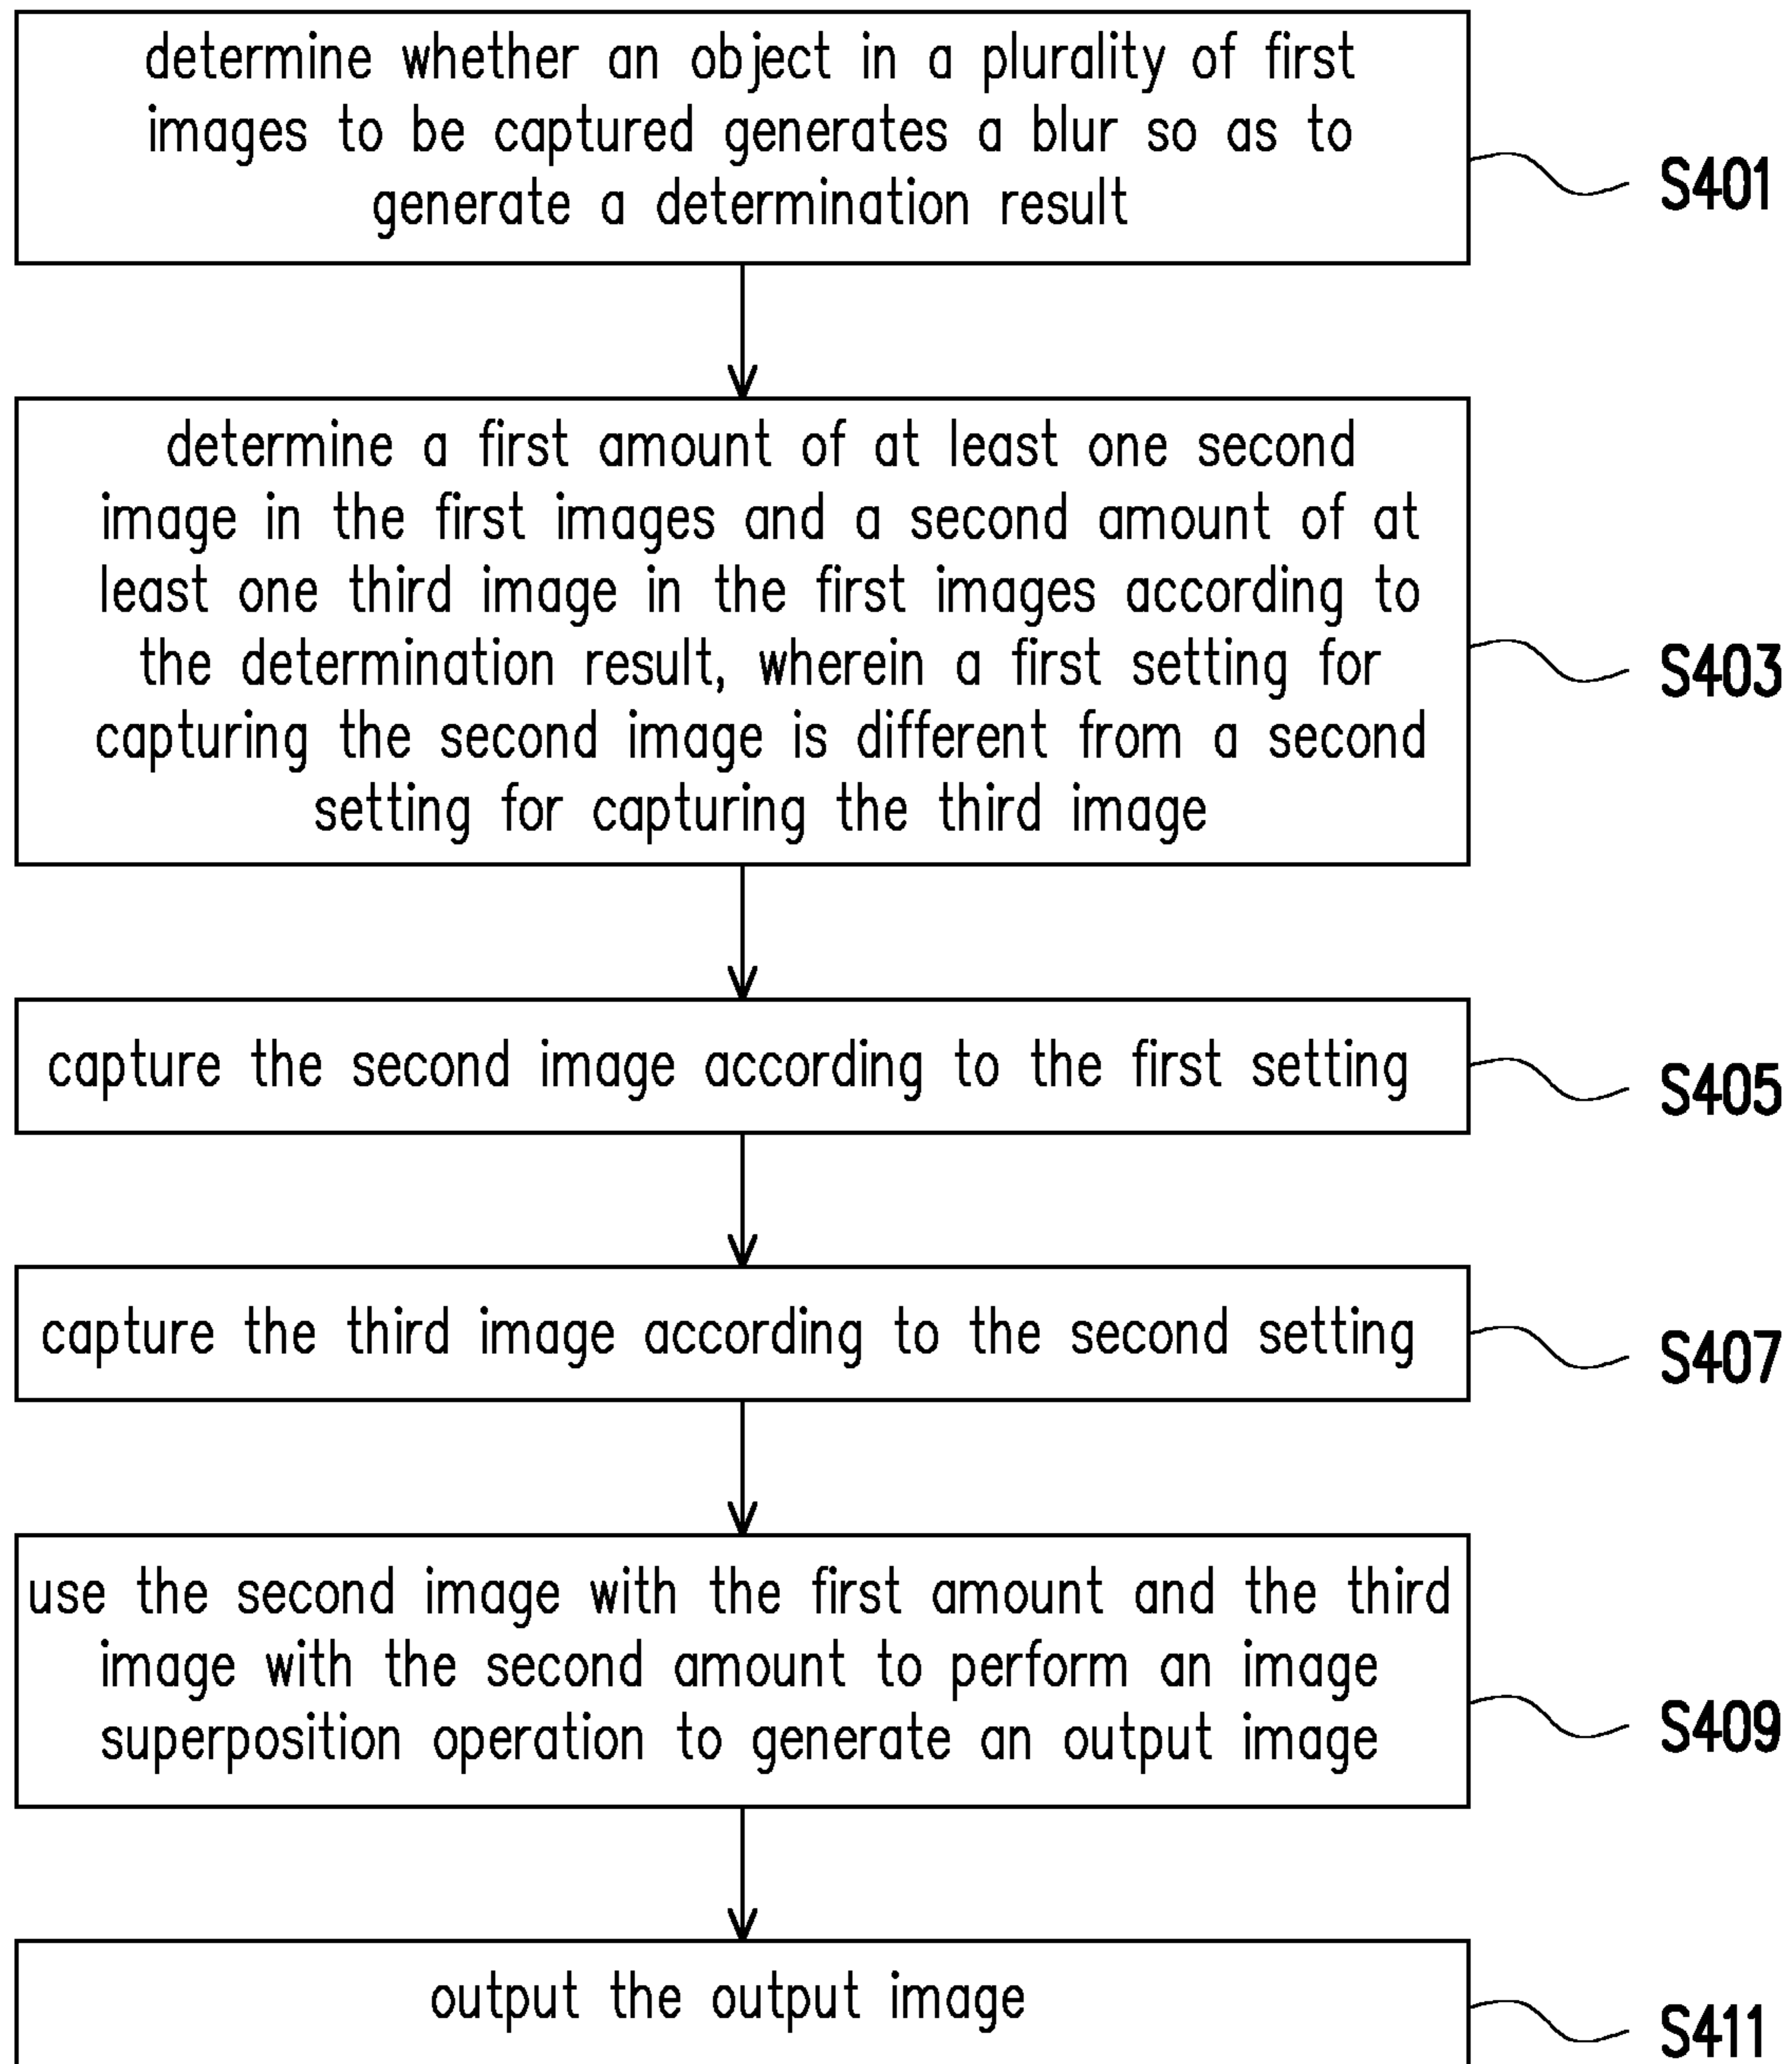 determine whether an object in a plurality of first
images to be captured generates a blur so as to
generate a determination result
S401
determine a first amount of at least one second
image in the first images and a second amount of at
least one third image in the first images according to
the determination result, wherein a first setting for
capturing the second image is different from a second
setting for capturing the third image
S403
capture the second image according to the first setting
S405
capture the third image according to the second setting
S407
use the second image with the first amount and the third
image with the second amount to perform an image
superposition operation to generate an output image
S409
output the output image
S411